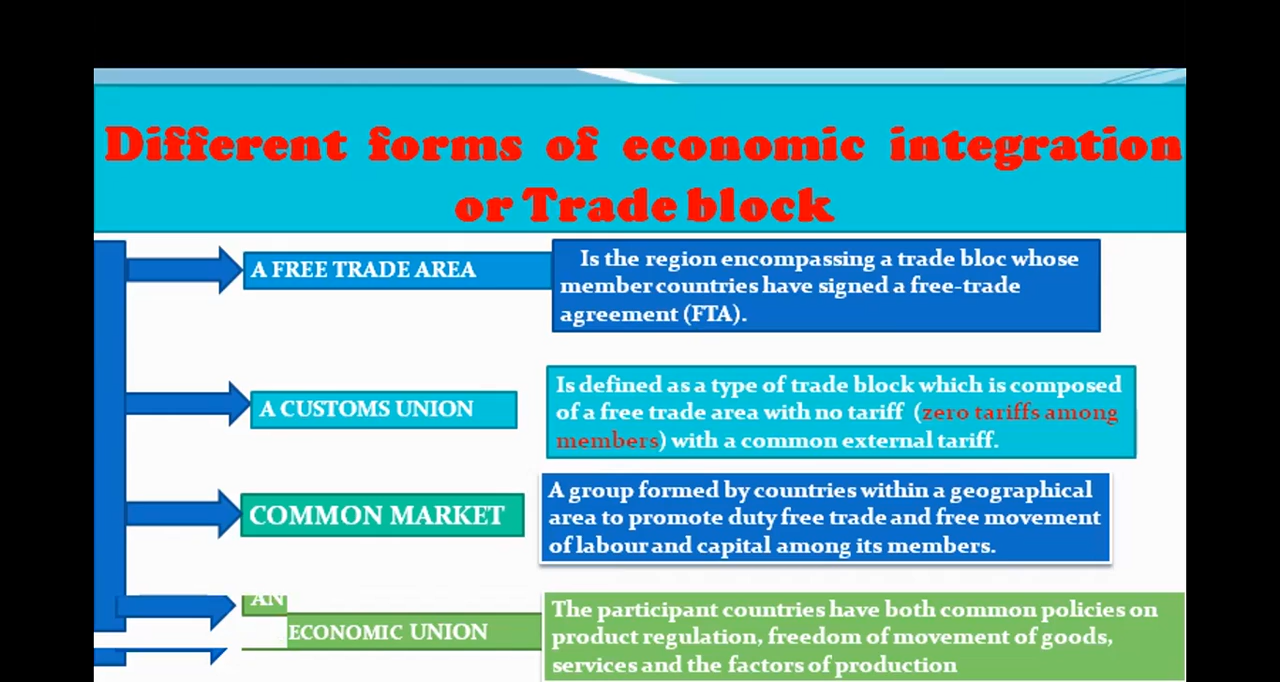 Different forms of economic integration
or Trade block
A FREE TRADE AREA
Is the region encompassing a trade bloc whose
member countries have signed a free-trade
agreement (FTA).
A CUSTOMS UNION
Is defined as a type of trade block which is composed
of a free trade area with no tariff (zero tariffs among
members) with a common external tariff.
COMMON MARKET
A group formed by countries within a geographical
area to promote duty free trade and free movement
of labour and capital among its members.
AN
ECONOMIC UNION
The participant countries have both common policies on
product regulation, freedom of movement of goods,
services and the factors of production